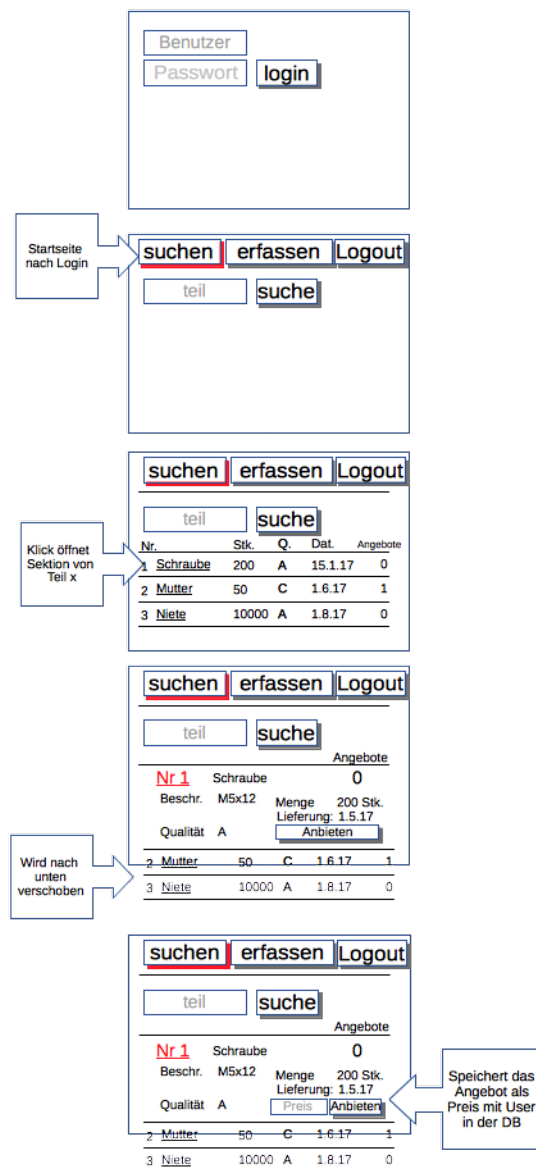 Benutzer
Passwort login
Startseite
nach Login
suchen erfassen Logout
teil suche
suchen erfassen Logout
teil suche
Klick öffnet
Sektion von
Teil x
Nr. Stk. Q. Dat. Angebote
1 Schraube 200 A 15.1.17 0
2 Mutter 50 C 1.6.17 1
3 Niete 10000 A 1.8.17 0
suchen erfassen Logout
teil suche
Angebote
Nr 1 Schraube 0
Beschr. M5x12 Menge 200 Stk.
Lieferung: 1.5.17
Qualität A Anbieten
Wird nach
unten
verschoben
2 Mutter 50 C 1.6.17 1
3 Niete 10000 A 1.8.17 0
suchen erfassen Logout
teil suche
Angebote
Nr 1 Schraube 0
Beschr. M5x12 Menge 200 Stk.
Lieferung: 1.5.17
Qualität A Preis Anbieten
Speichert das
Angebot als
Preis mit User
in der DB
2 Mutter 50 C 1.6.17 1
3 Niete 10000 A 1.8.17 0